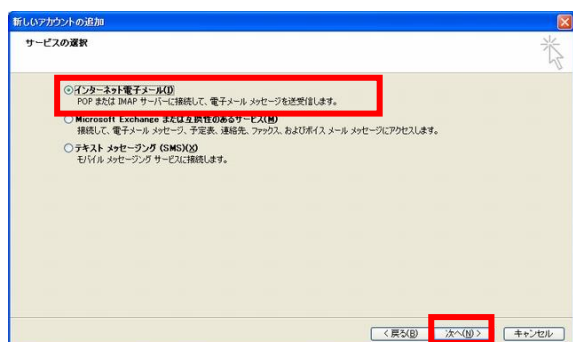 新しいアカウントの追加
サービスの選択
インターネット電子メール(I)
POP または IMAP サーバーに接続して、電子メール メッセージを送受信します。
Microsoft Exchange または互換性のあるサービス(M)
接続して、電子メール メッセージ、予定表、連絡先、ファックス、およびボイス メール メッセージにアクセスします。
テキスト メッセージング (SMS)(X)
モバイル メッセージング サービスに接続します。
< 戻る(B) 次へ(N) > キャンセル